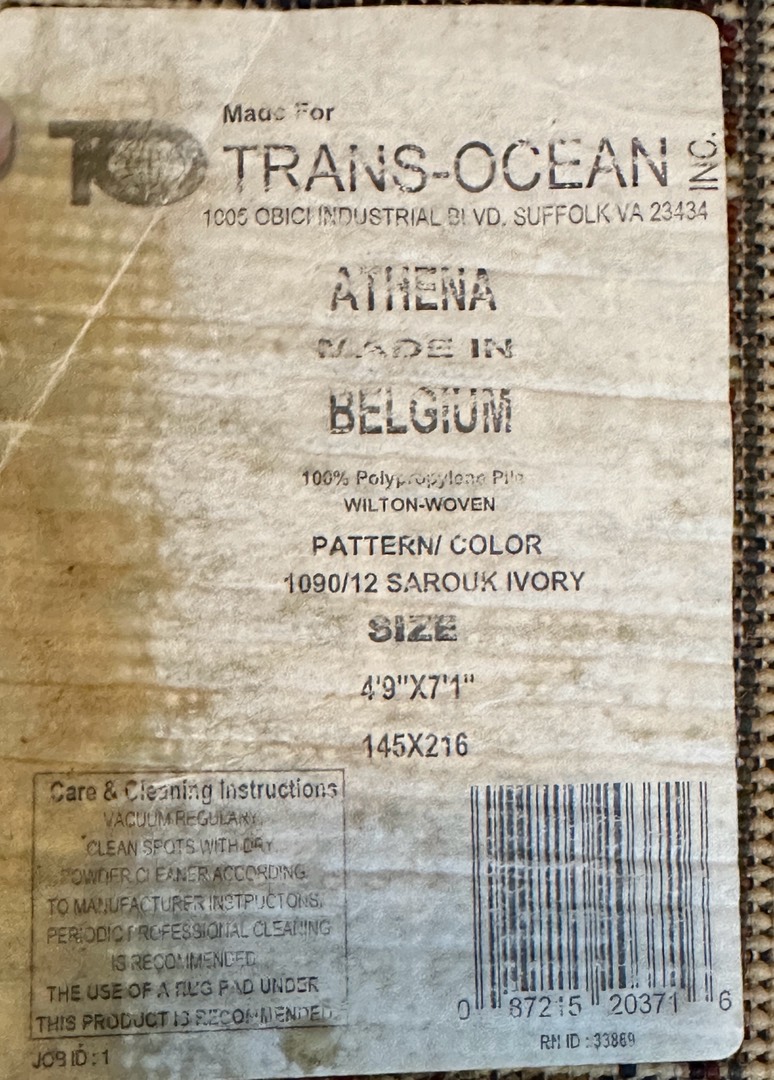 Made For
TO TRANS-OCEAN INC.
1005 OBICI INDUSTRIAL BLVD. SUFFOLK VA 23434
ATHENA
MADE IN
BELGIUM
100% Polypropylene Pile
WILTON-WOVEN
PATTERN/ COLOR
1090/12 SAROUK IVORY
SIZE
4'9"X7'1"
145X216
Care & Cleaning Instructions
VACUUM REGULARY.
CLEAN SPOTS WITH DRY
POWDER CLEANER ACCORDING
TO MANUFACTURER INSTRUCTONS.
PERIODIC PROFESSIONAL CLEANING
IS RECOMMENDED
THE USE OF A RUG PAD UNDER
THIS PRODUCT IS RECOMMENDED.
JOB ID : 1
0 87215 20371 6
RN ID : 33869